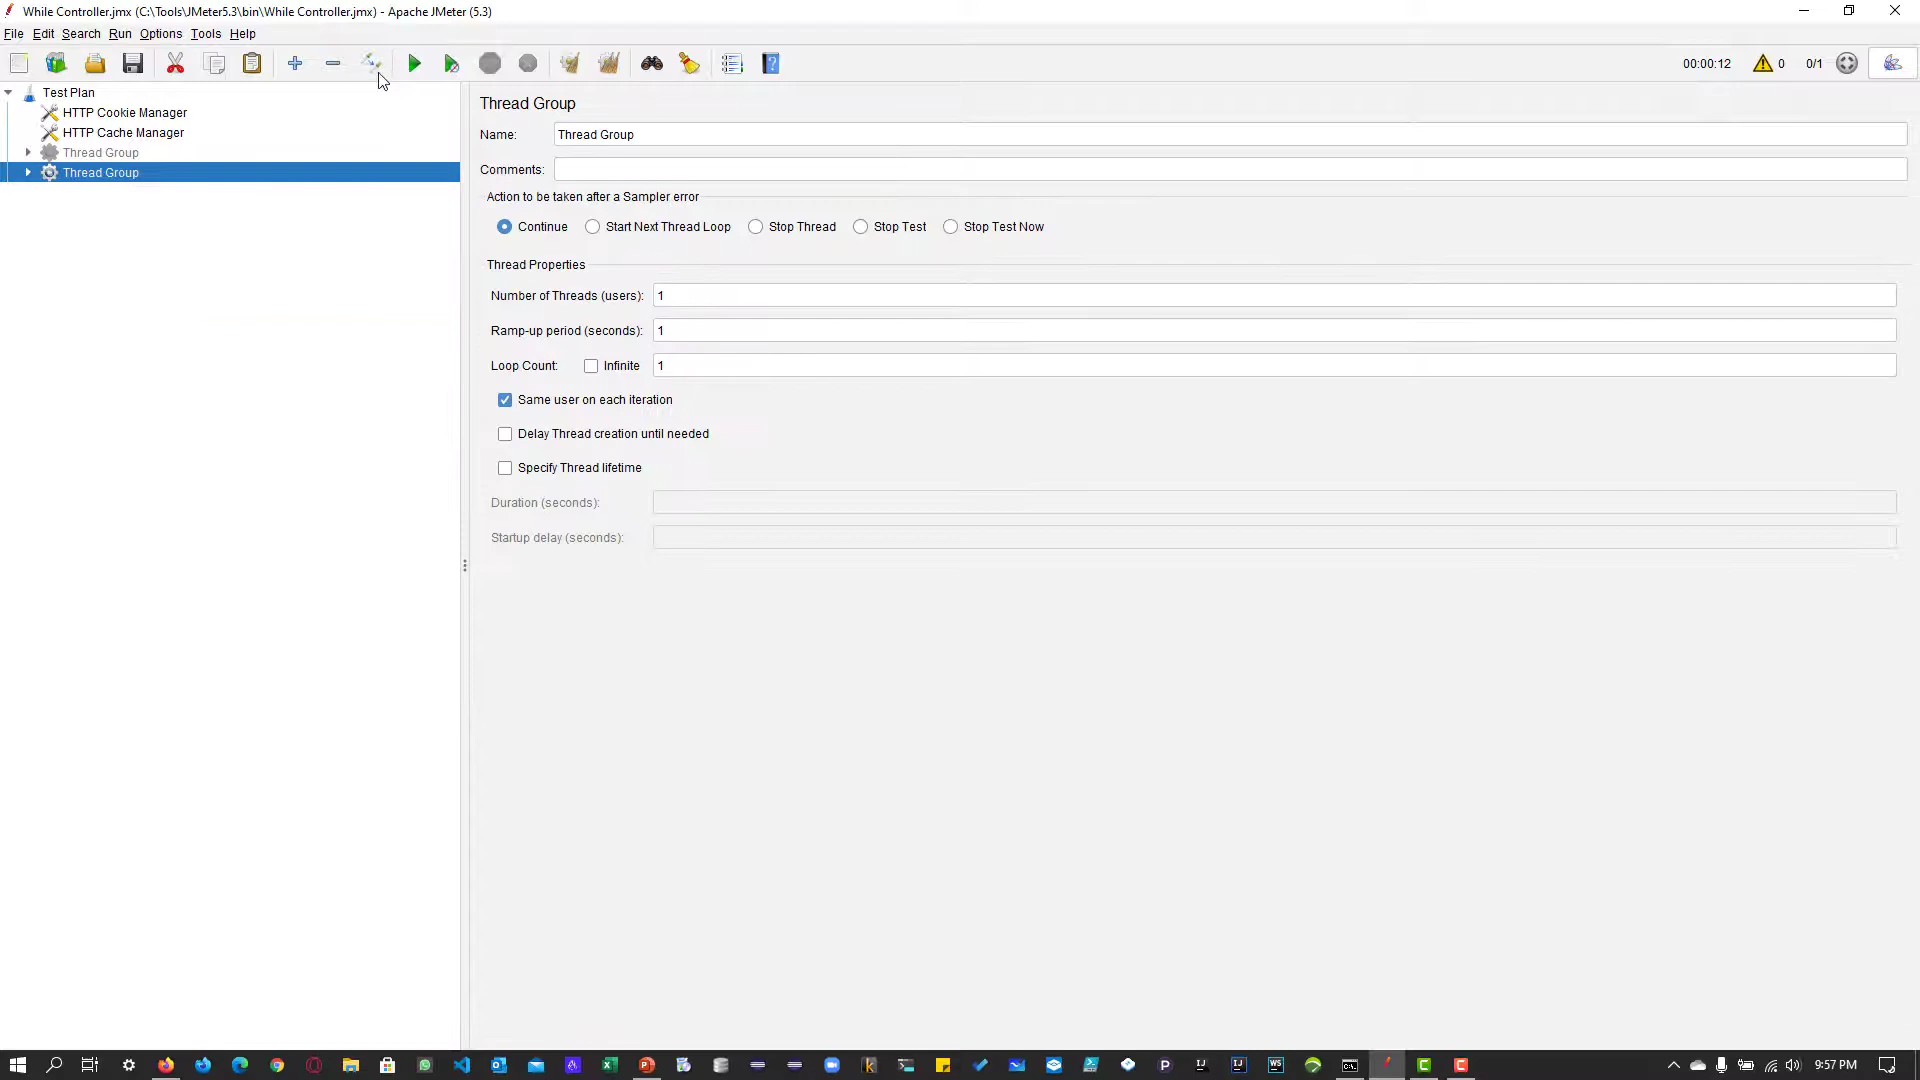 While Controller.jmx (C:\Tools\JMeter5.3\bin\While Controller.jmx) - Apache JMeter (5.3)
File Edit Search Run Options Tools Help
00:00:12 0 0/1
Test Plan
HTTP Cookie Manager
HTTP Cache Manager
Thread Group
Thread Group
Thread Group
Name: Thread Group
Comments:
Action to be taken after a Sampler error
Continue Start Next Thread Loop Stop Thread Stop Test Stop Test Now
Thread Properties
Number of Threads (users): 1
Ramp-up period (seconds): 1
Loop Count: Infinite 1
Same user on each iteration
Delay Thread creation until needed
Specify Thread lifetime
Duration (seconds):
Startup delay (seconds):
9:57 PM